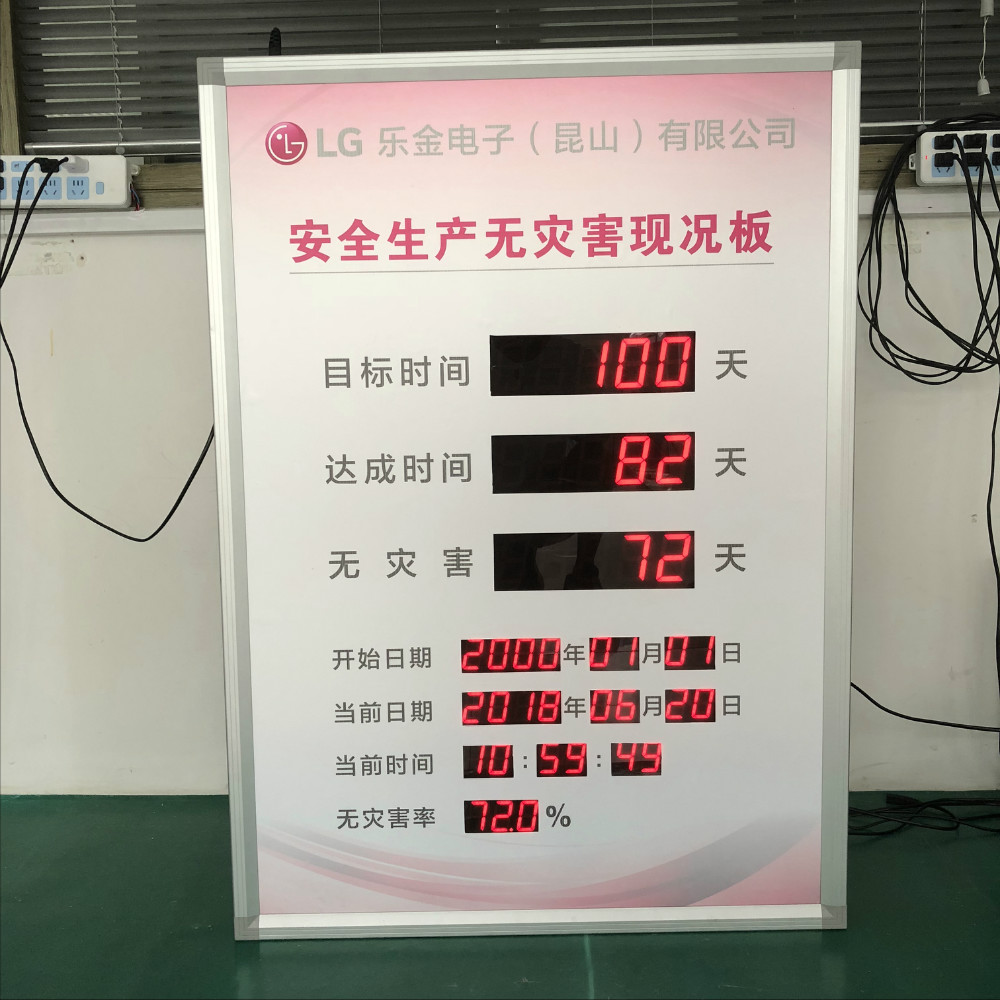 LG 乐金电子（昆山）有限公司
安全生产无灾害现况板
目标时间 100 天
达成时间 82 天
无灾害 72 天
开始日期 2000年01月01日
当前日期 2018年06月20日
当前时间 10:59:49
无灾害率 72.0%